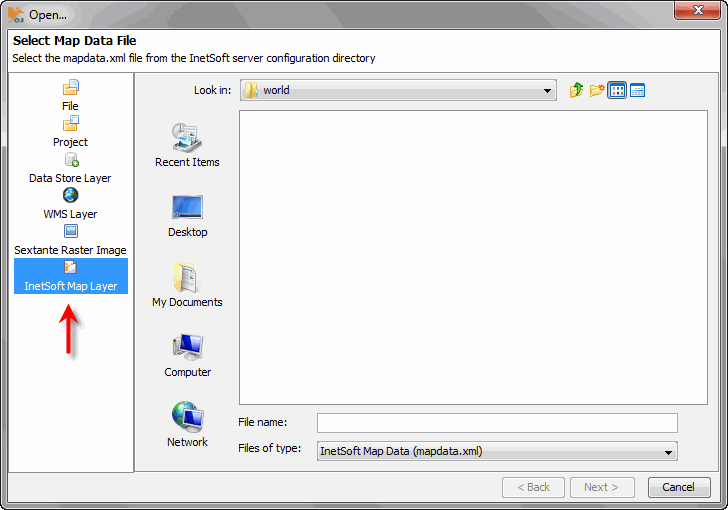 Open...
Select Map Data File
Select the mapdata.xml file from the InetSoft server configuration directory
File
Project
Data Store Layer
WMS Layer
Sextante Raster Image
InetSoft Map Layer
Look in:
world
Recent Items
Desktop
My Documents
Computer
Network
File name:
Files of type:
InetSoft Map Data (mapdata.xml)
< Back
Next >
Cancel